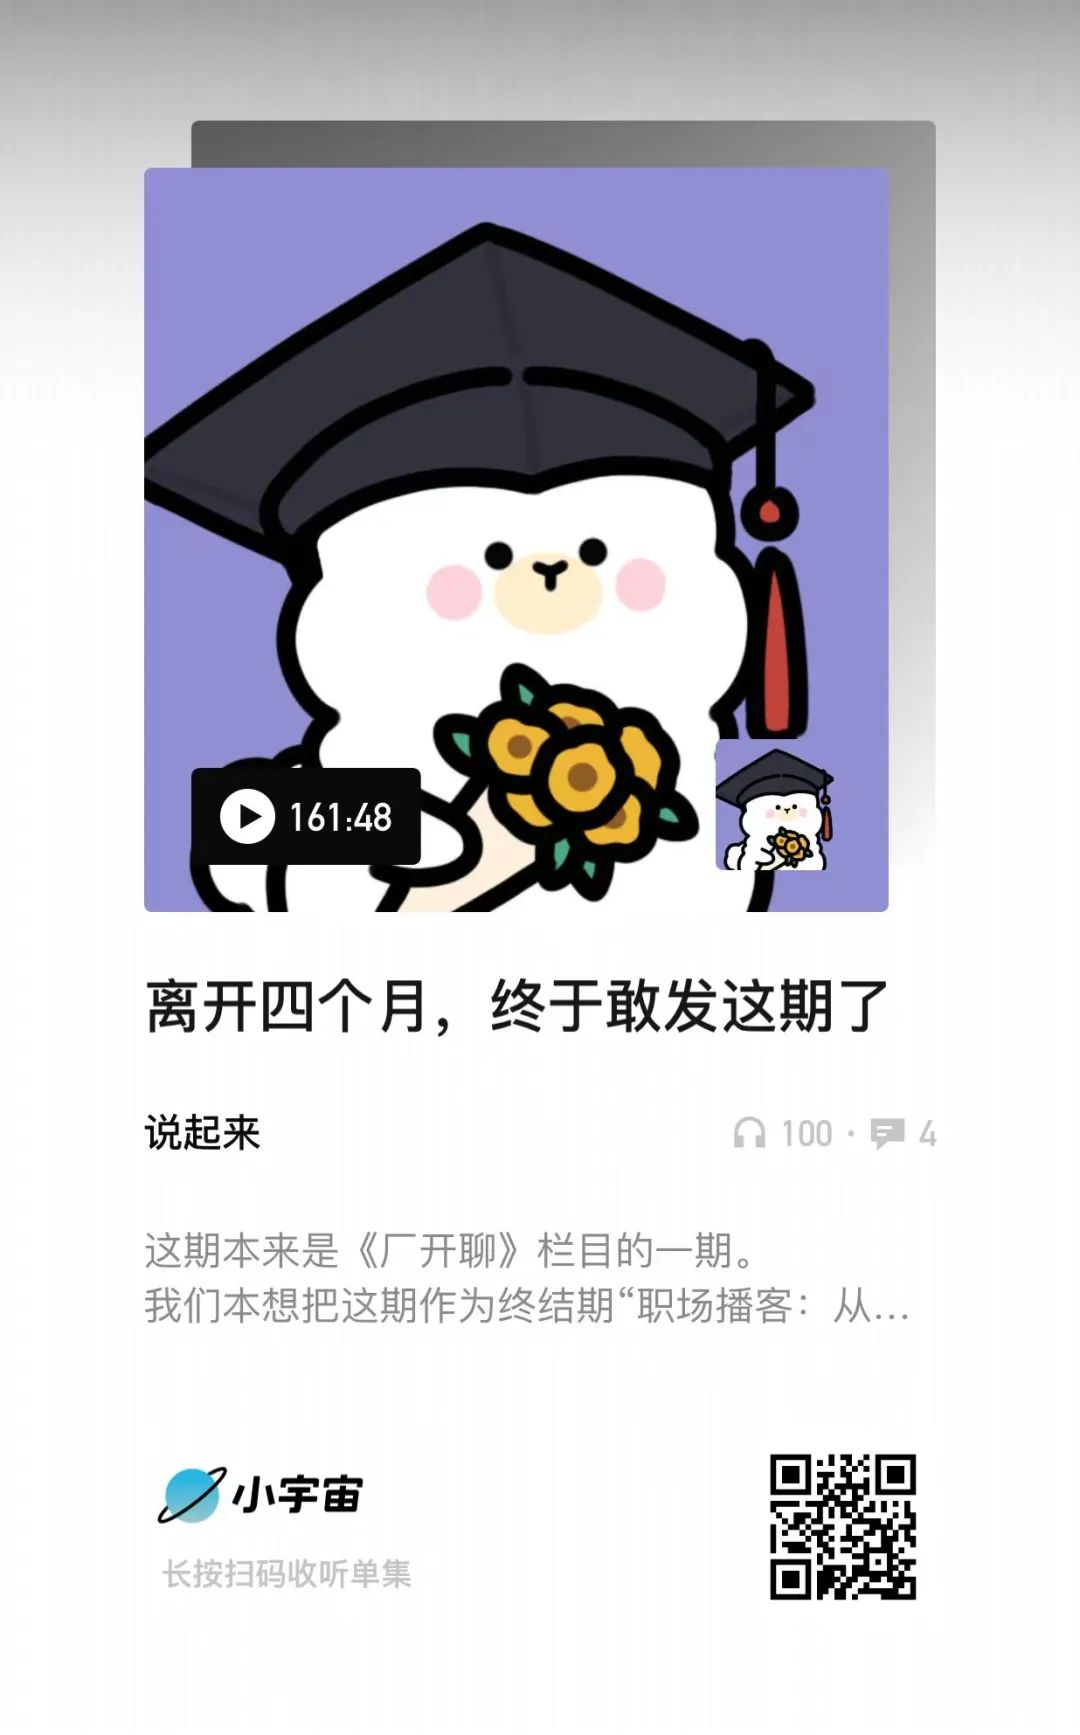 161:48
离开四个月，终于敢发这期了
说起来
100 · 4
这期本来是《厂开聊》栏目的一期。
我们本想把这期作为终结期“职场播客：从...
小宇宙
长按扫码收听单集